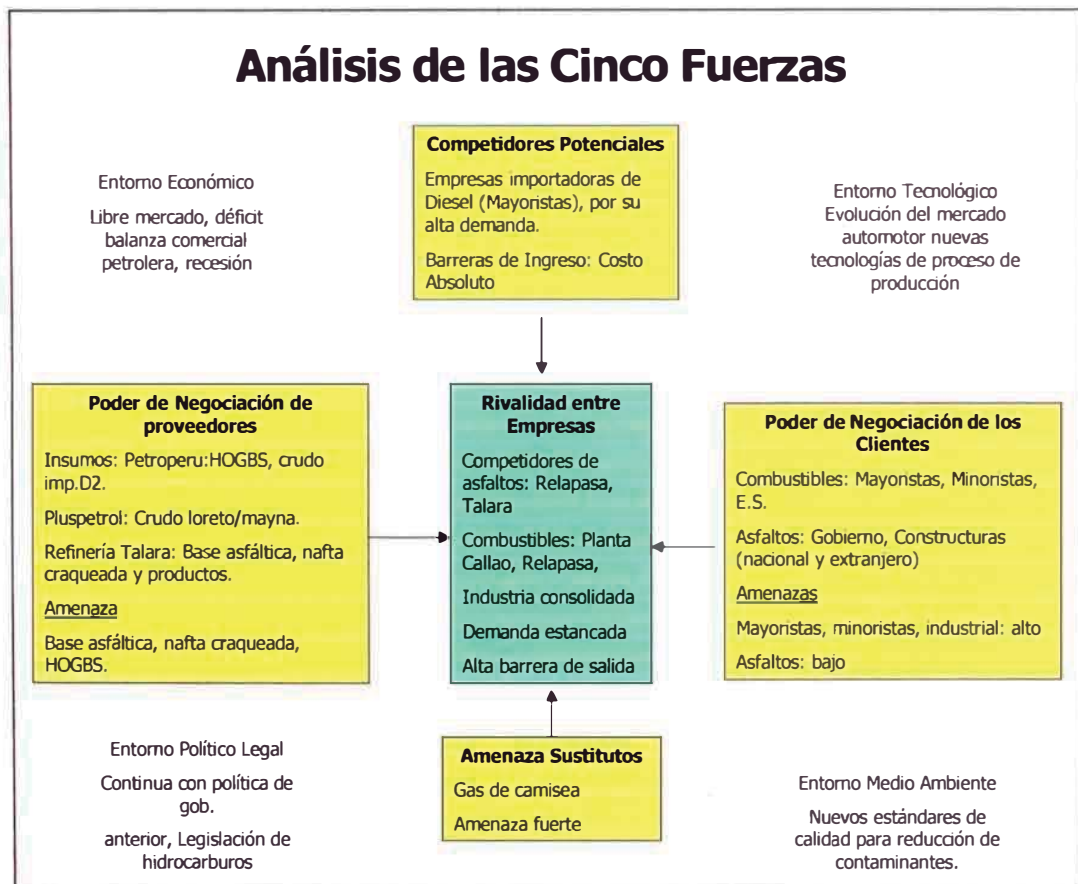 Análisis de las Cinco Fuerzas
Competidores Potenciales
Empresas importadoras de
Diesel (Mayoristas), por su
alta demanda.
Barreras de Ingreso: Costo
Absoluto
Entorno Económico
Libre mercado, déficit
balanza comercial
petrolera, recesión
Entorno Tecnológico
Evolución del mercado
automotor nuevas
tecnologías de proceso de
producción
Poder de Negociación de
proveedores
Insumos: Petroperu:HOGBS, crudo
imp.D2.
Pluspetrol: Crudo loreto/mayna.
Refinería Talara: Base asfáltica, nafta
craqueada y productos.
Amenaza
Base asfáltica, nafta craqueada,
HOGBS.
Rivalidad entre
Empresas
Competidores de
asfaltos: Relapasa,
Talara
Combustibles: Planta
Callao, Relapasa,
Industria consolidada
Demanda estancada
Alta barrera de salida
Poder de Negociación de los
Clientes
Combustibles: Mayoristas, Minoristas,
E.S.
Asfaltos: Gobierno, Constructuras
(nacional y extranjero)
Amenazas
Mayoristas, minoristas, industrial: alto
Asfaltos: bajo
Entorno Político Legal
Continua con política de
gob.
anterior, Legislación de
hidrocarburos
Amenaza Sustitutos
Gas de camisea
Amenaza fuerte
Entorno Medio Ambiente
Nuevos estándares de
calidad para reducción de
contaminantes.